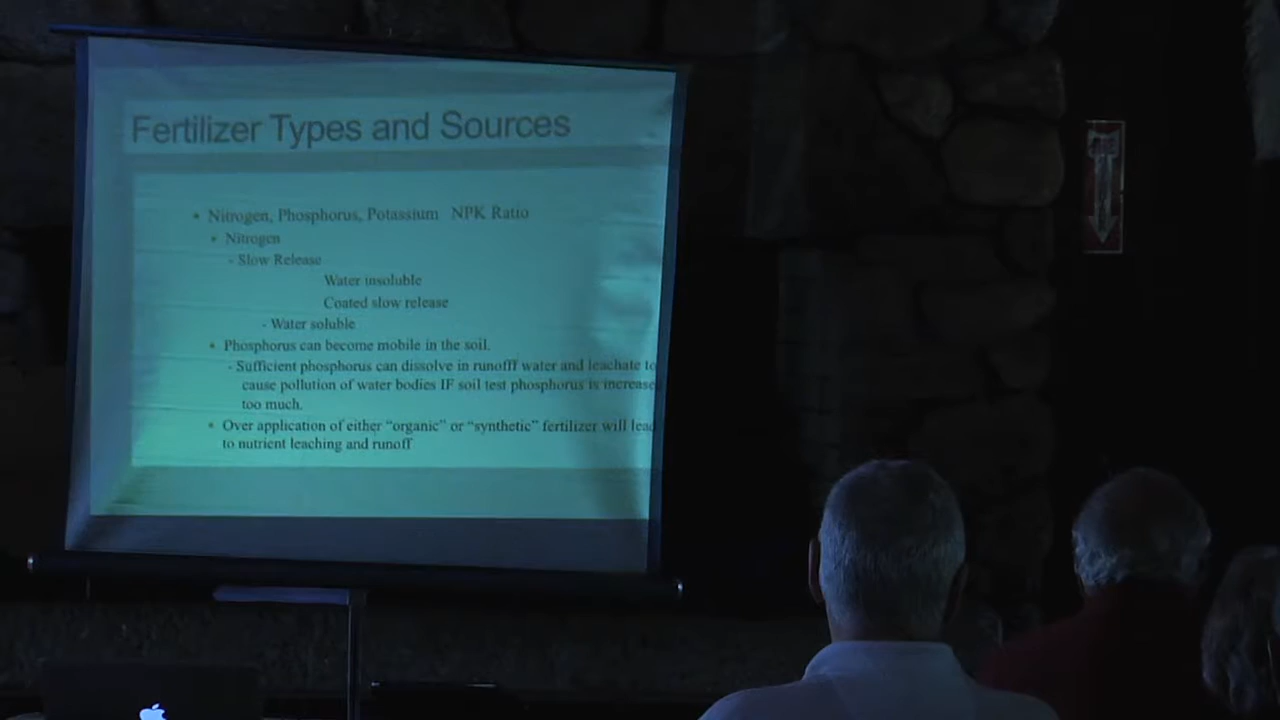 Fertilizer Types and Sources
• Nitrogen, Phosphorus, Potassium NPK Ratio
• Nitrogen
- Slow Release
Water insoluble
Coated slow release
- Water soluble
• Phosphorus can become mobile in the soil.
- Sufficient phosphorus can dissolve in runofff water and leachate to
cause pollution of water bodies IF soil test phosphorus is increase
too much.
• Over application of either “organic” or “synthetic” fertilizer will lead
to nutrient leaching and runoff